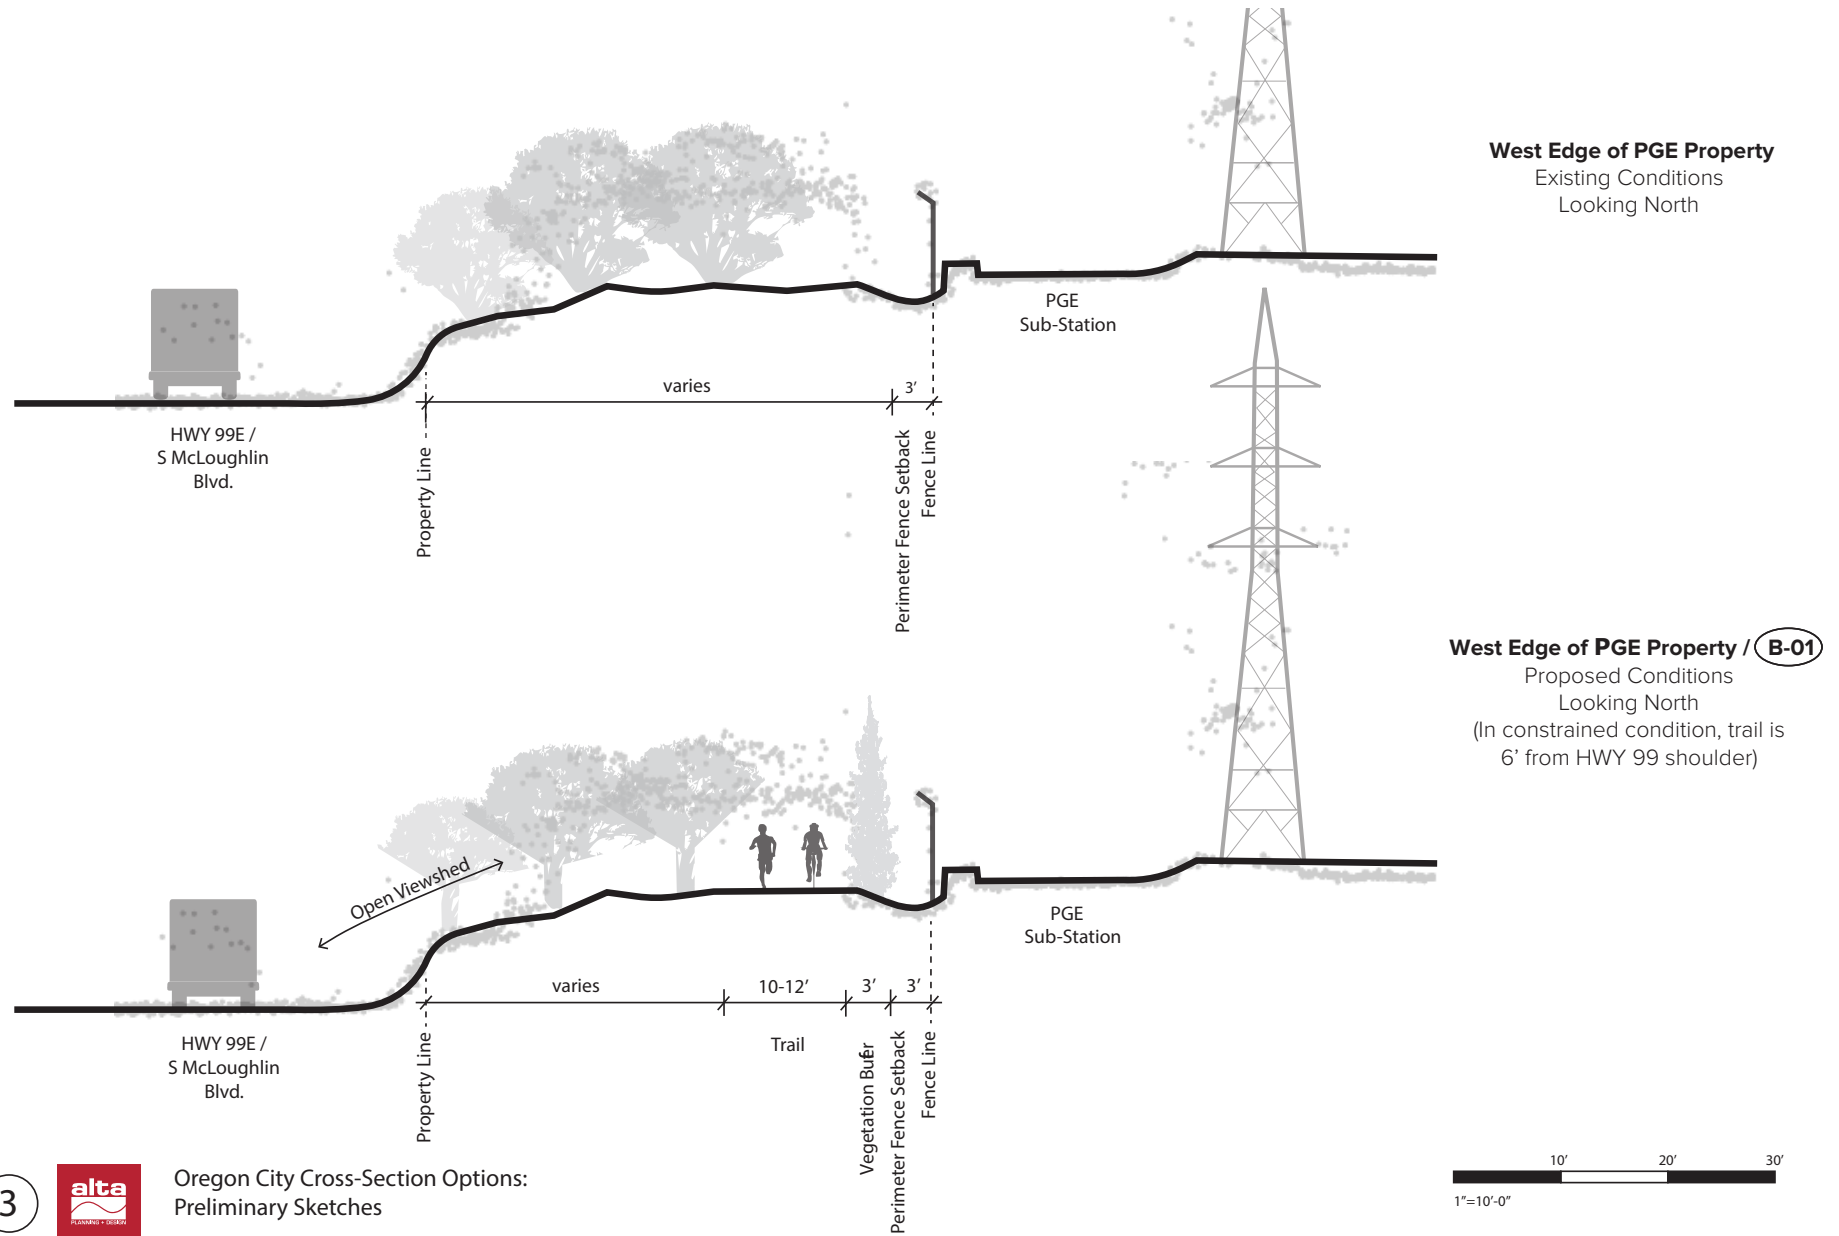 West Edge of PGE Property
Existing Conditions
Looking North
PGE
Sub-Station
varies
3’
HWY 99E /
S McLoughlin
Blvd.
Property Line
Perimeter Fence Setback
Fence Line
West Edge of PGE Property / B-01
Proposed Conditions
Looking North
(In constrained condition, trail is
6’ from HWY 99 shoulder)
Open Viewshed
PGE
Sub-Station
varies
10-12’
3’
3’
HWY 99E /
S McLoughlin
Blvd.
Trail
Property Line
Vegetation Buffer
Perimeter Fence Setback
Fence Line
3
alta
PLANNING + DESIGN
Oregon City Cross-Section Options:
Preliminary Sketches
10’
20’
30’
1”=10’-0”